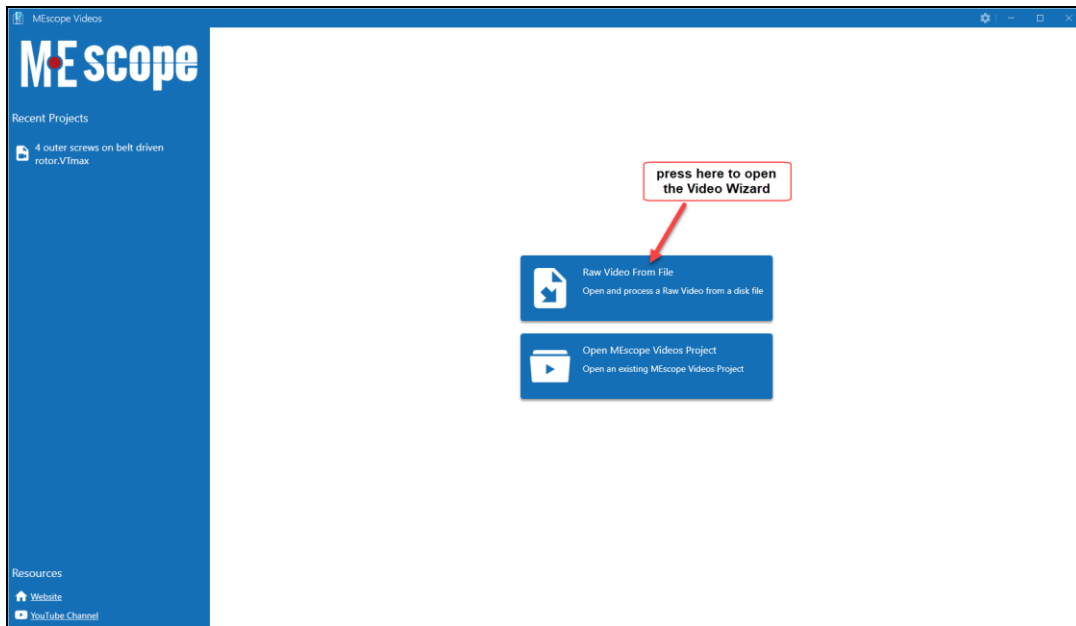 MEscope Videos
MEscope
Recent Projects
4 outer screws on belt driven
rotor.VTmax
press here to open
the Video Wizard
Raw Video From File
Open and process a Raw Video from a disk file
Open MEscope Videos Project
Open an existing MEscope Videos Project
Resources
Website
YouTube Channel